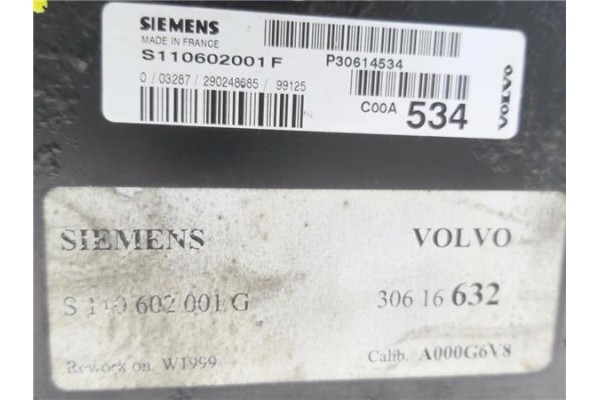 SIEMENS
MADE IN FRANCE
S110602001F P30614534
0 / 03287 / 290248685 / 99125
C00A 534
VOLVO
SIEMENS VOLVO
S 110 602 001 G 306 16 632
Rework on W1999 Calib. A000G6V8